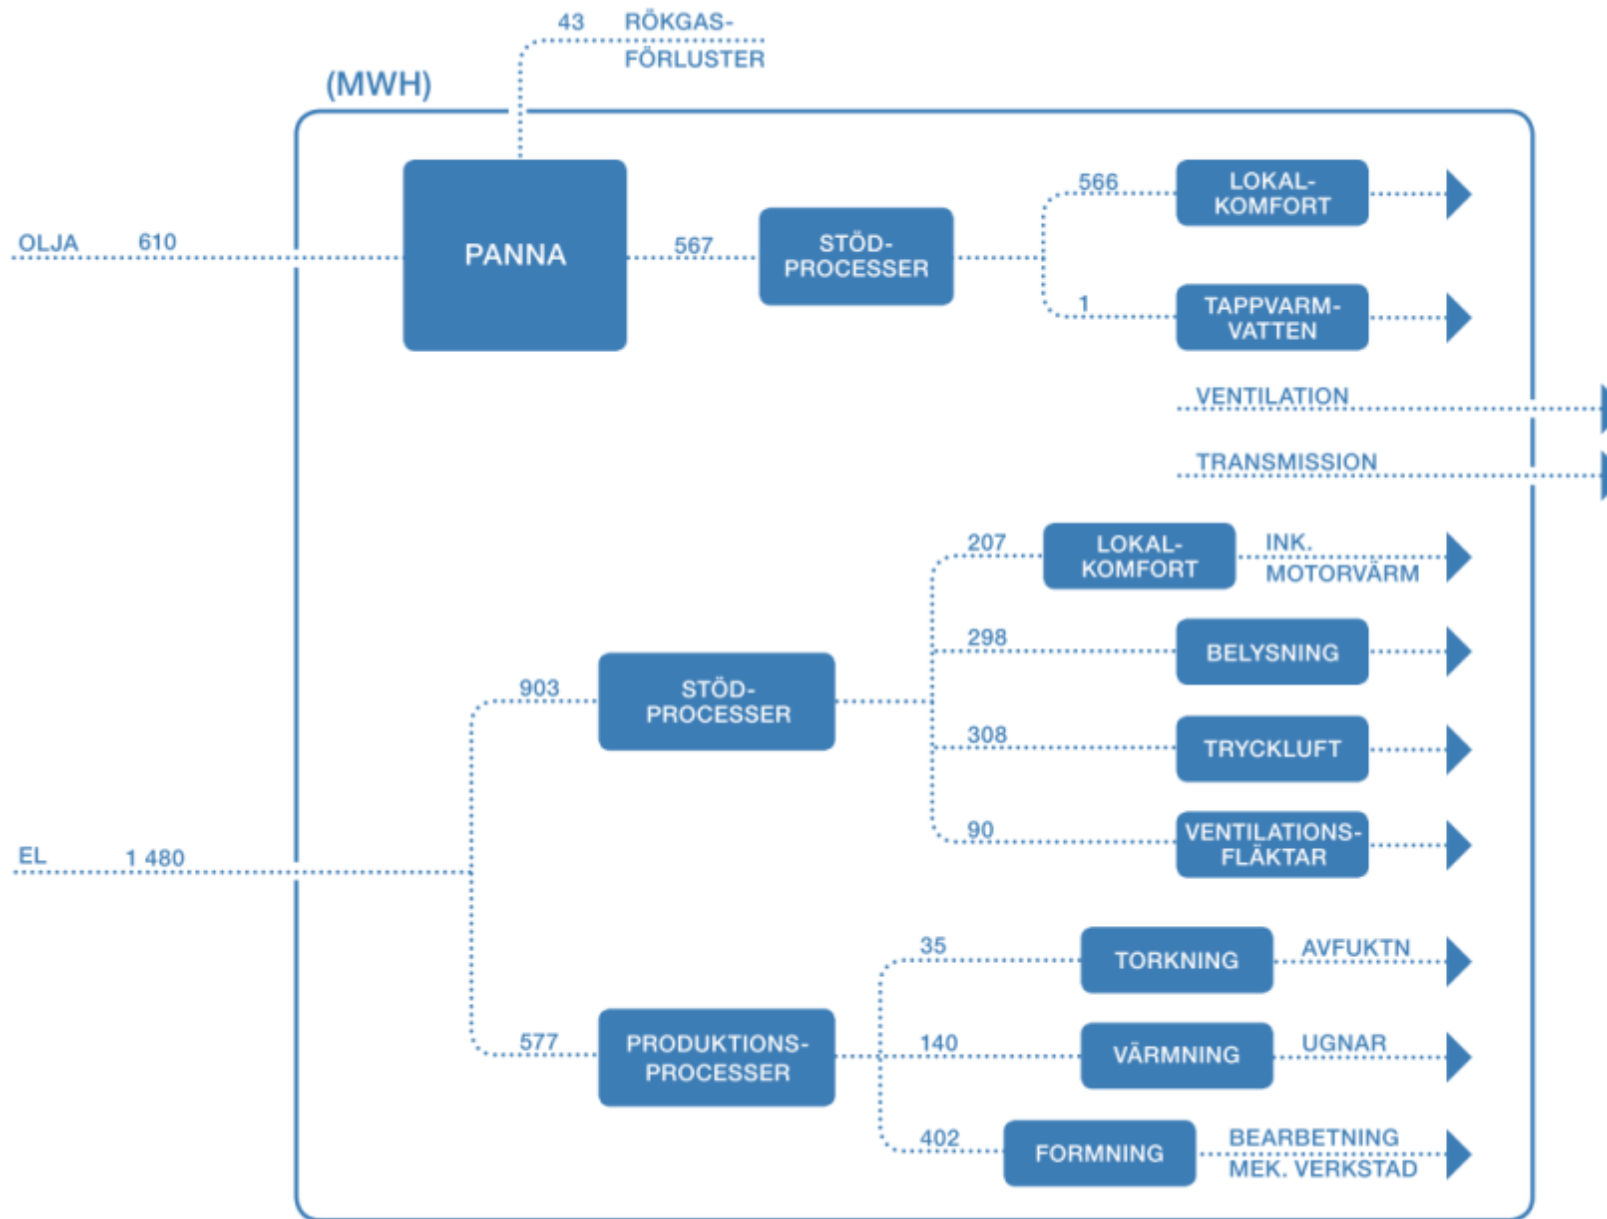 43 RÖKGAS-
FÖRLUSTER
(MWH)
OLJA 610
PANNA
567
STÖD-
PROCESSER
566
LOKAL-
KOMFORT
1
TAPPVARM-
VATTEN
VENTILATION
TRANSMISSION
EL 1 480
903
STÖD-
PROCESSER
207
LOKAL-
KOMFORT
INK.
MOTORVÄRM
298
BELYSNING
308
TRYCKLUFT
90
VENTILATIONS-
FLÄKTAR
577
PRODUKTIONS-
PROCESSER
35
TORKNING
AVFUKTN
140
VÄRMNING
UGNAR
402
FORMNING
BEARBETNING
MEK. VERKSTAD